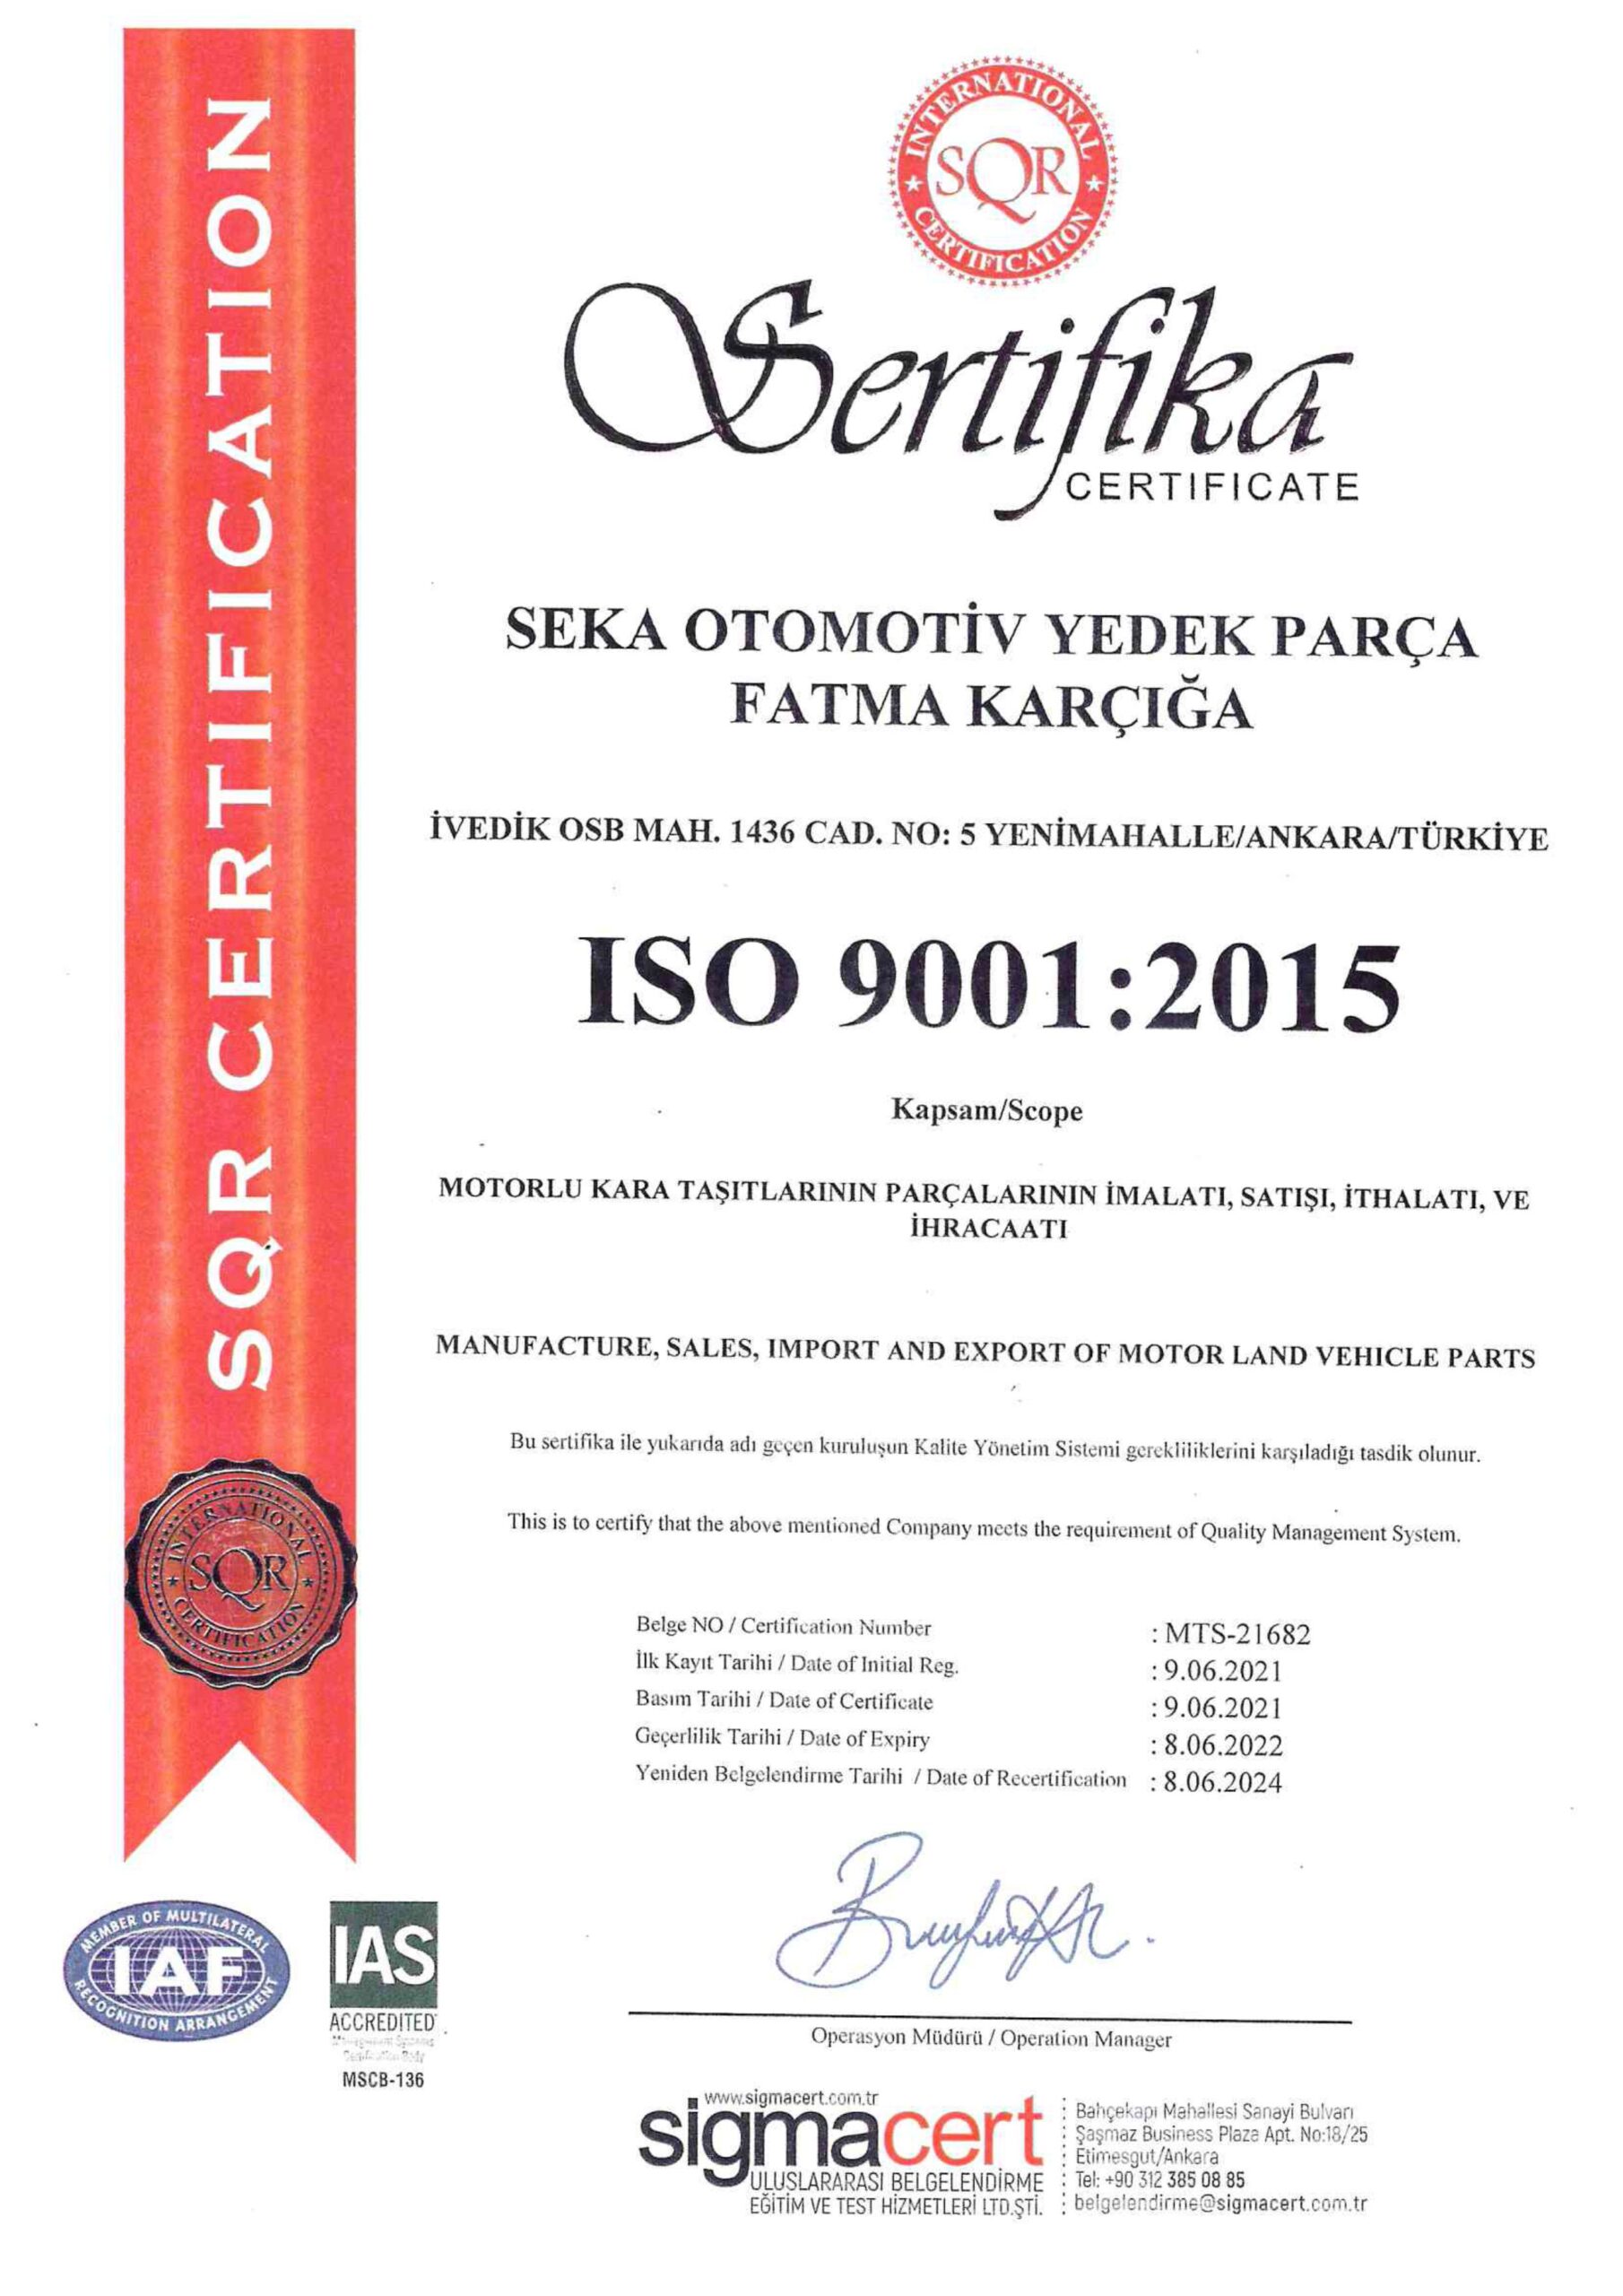 SQR CERTIFICATION
INTERNATIONAL
SQR
CERTIFICATION
Sertifika
CERTIFICATE
SEKA OTOMOTİV YEDEK PARÇA
FATMA KARÇIĞA
İVEDİK OSB MAH. 1436 CAD. NO: 5 YENİMAHALLE/ANKARA/TÜRKİYE
ISO 9001:2015
Kapsam/Scope
MOTORLU KARA TAŞITLARININ PARÇALARININ İMALATI, SATIŞI, İTHALATI, VE
İHRACAATI
MANUFACTURE, SALES, IMPORT AND EXPORT OF MOTOR LAND VEHICLE PARTS
Bu sertifika ile yukarıda adı geçen kuruluşun Kalite Yönetim Sistemi gerekliliklerini karşıladığı tasdik olunur.
This is to certify that the above mentioned Company meets the requirement of Quality Management System.
INTERNATIONAL
SQR
CERTIFICATION
Belge NO / Certification Number : MTS-21682
İlk Kayıt Tarihi / Date of Initial Reg. : 9.06.2021
Basım Tarihi / Date of Certificate : 9.06.2021
Geçerlilik Tarihi / Date of Expiry : 8.06.2022
Yeniden Belgelendirme Tarihi / Date of Recertification : 8.06.2024
MEMBER OF MULTILATERAL
IAF
RECOGNITION ARRANGEMENT
IAS
ACCREDITED
Management Systems
Certification Body
MSCB-136
Operasyon Müdürü / Operation Manager
www.sigmacert.com.tr
sigmacert
ULUSLARARASI BELGELENDİRME
EĞİTİM VE TEST HİZMETLERİ LTD.ŞTİ.
Bahçekapı Mahallesi Sanayi Bulvarı
Şaşmaz Business Plaza Apt. No:18/25
Etimesgut/Ankara
Tel: +90 312 385 08 85
belgelendirme@sigmacert.com.tr